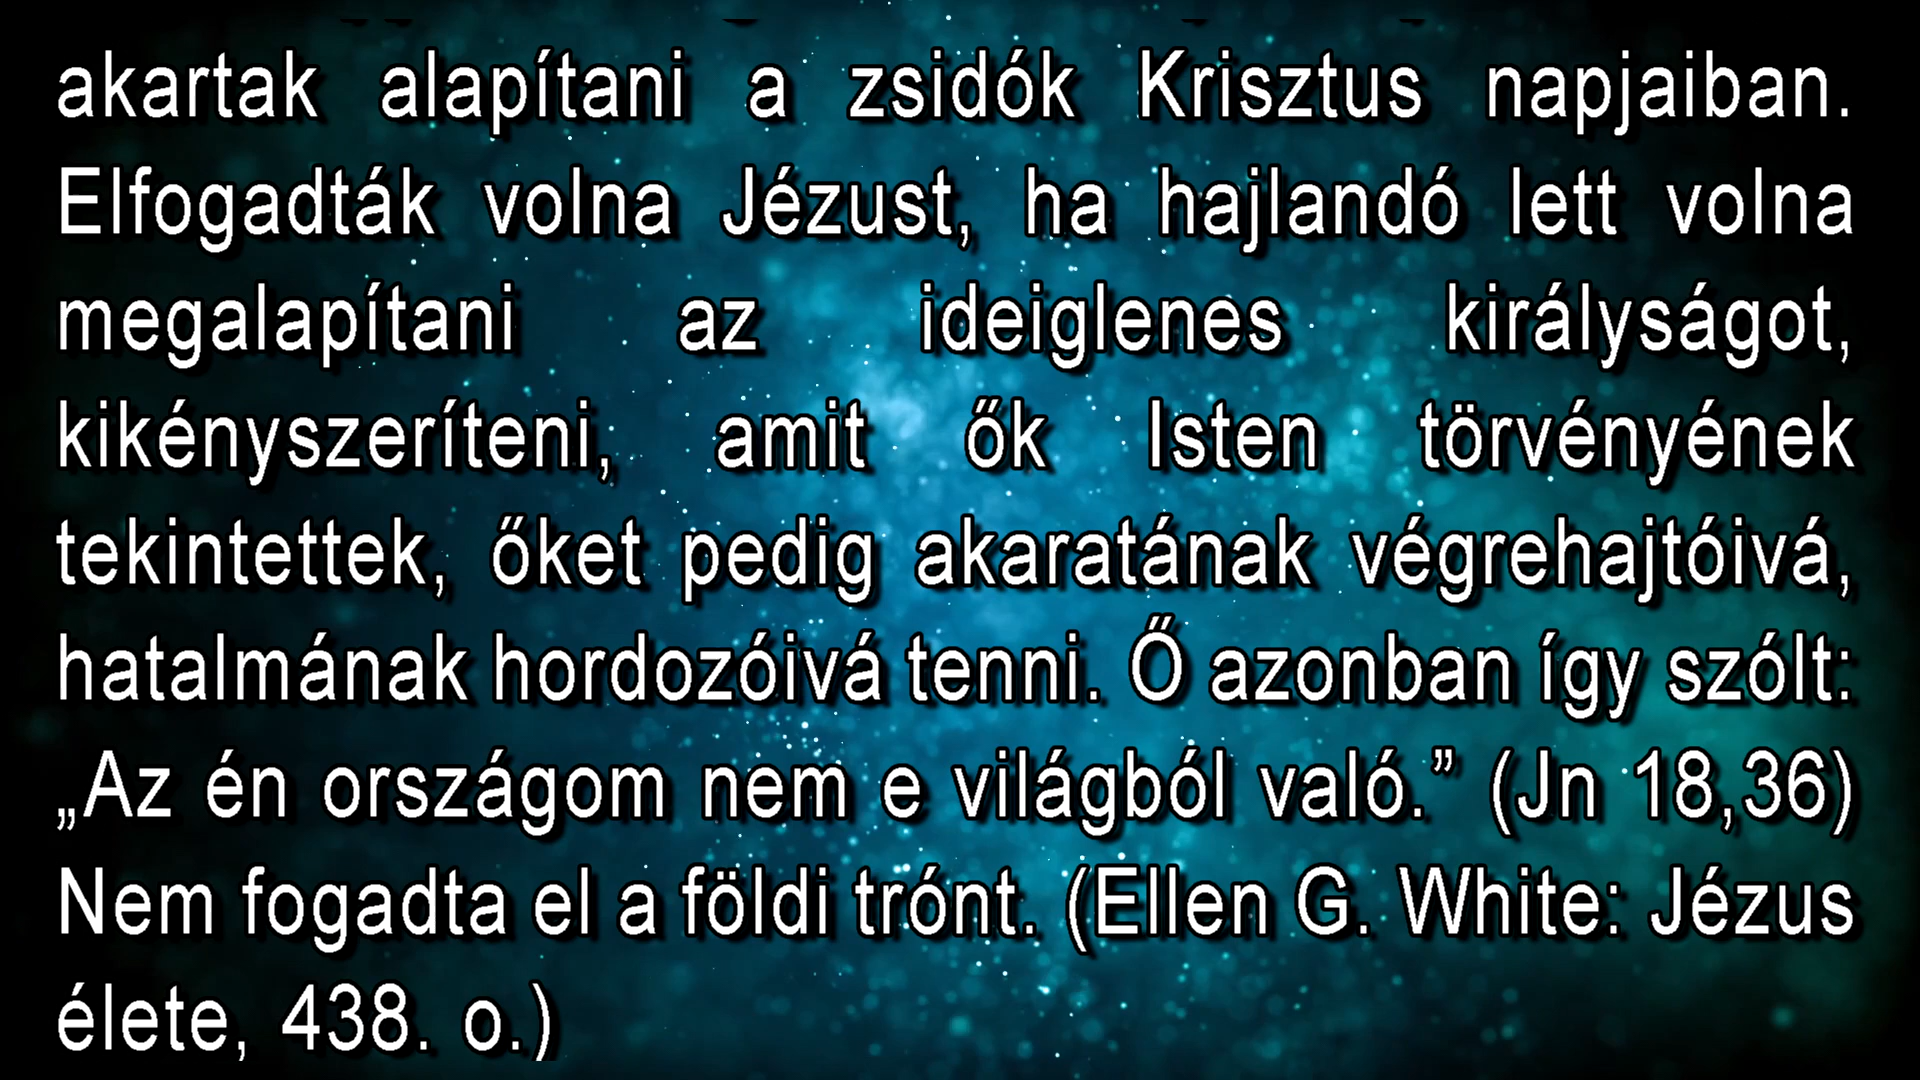 akartak alapítani a zsidók Krisztus napjaiban.
Elfogadták volna Jézust, ha hajlandó lett volna
megalapítani az ideiglenes királyságot,
kikényszeríteni, amit ők Isten törvényének
tekintettek, őket pedig akaratának végrehajtóivá,
hatalmának hordozóivá tenni. Ő azonban így szólt:
„Az én országom nem e világból való.” (Jn 18,36)
Nem fogadta el a földi trónt. (Ellen G. White: Jézus
élete, 438. o.)